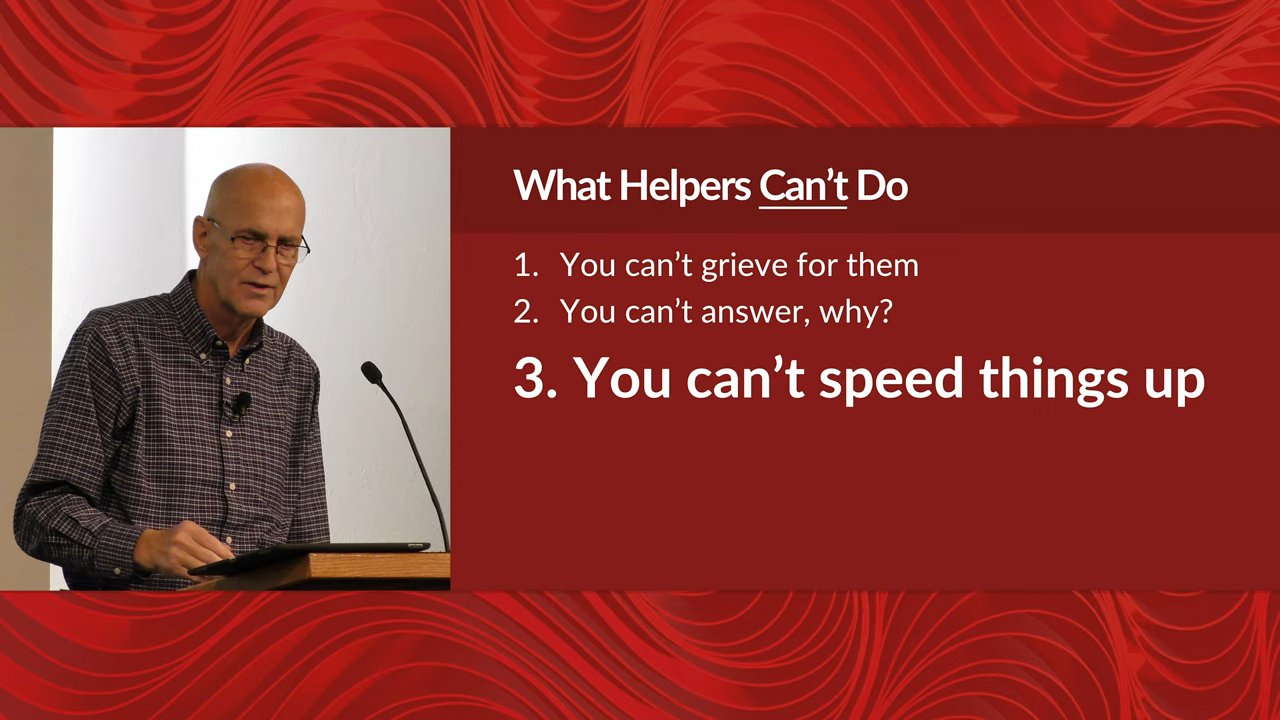 What Helpers Can’t Do
1. You can’t grieve for them
2. You can’t answer, why?
3. You can’t speed things up